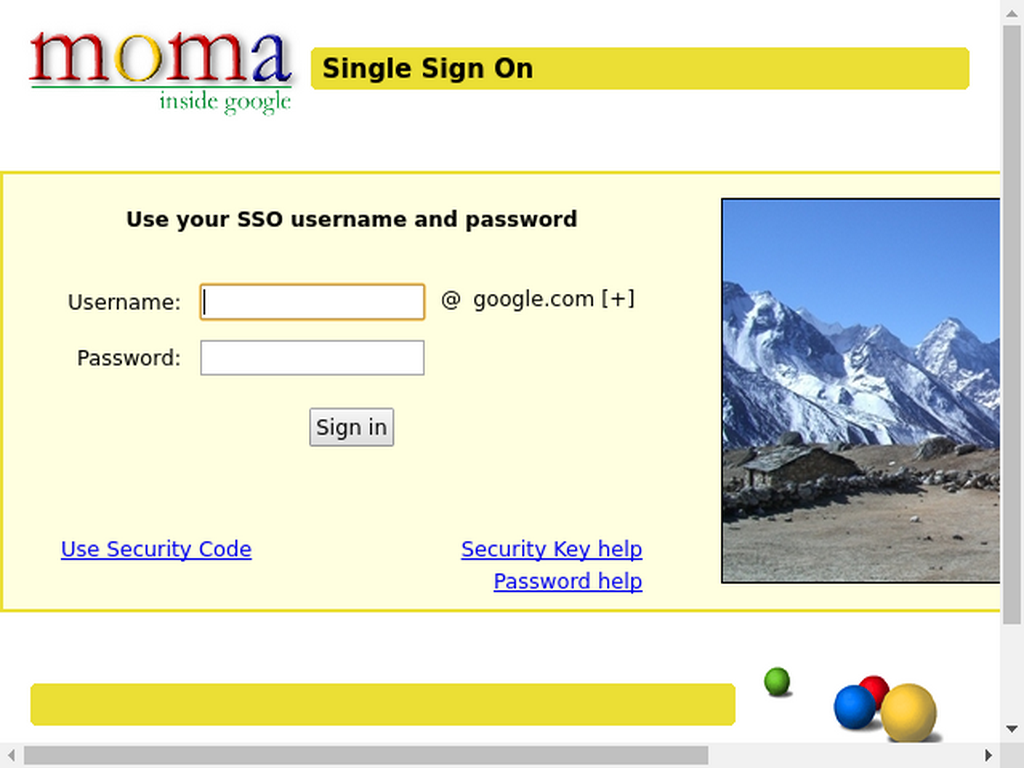 moma
inside google
Single Sign On
Use your SSO username and password
Username: @ google.com [+]
Password:
Sign in
Use Security Code
Security Key help
Password help